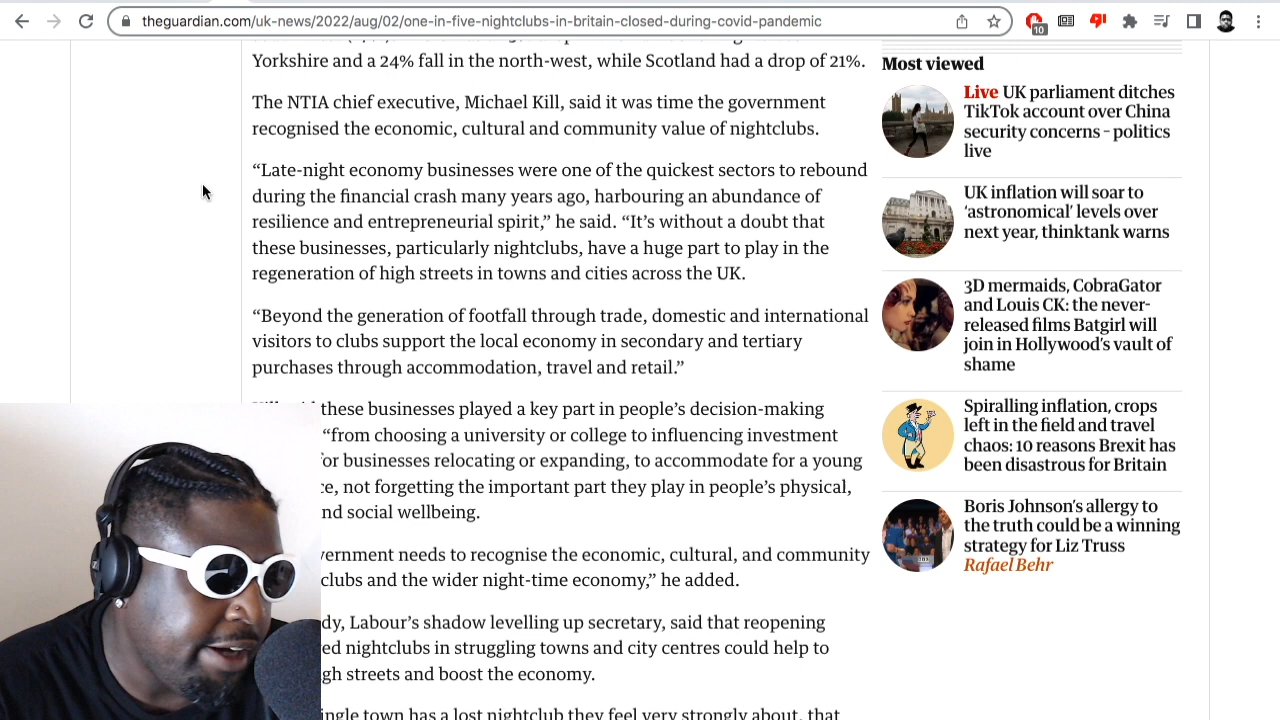 theguardian.com/uk-news/2022/aug/02/one-in-five-nightclubs-in-britain-closed-during-covid-pandemic
10
Yorkshire and a 24% fall in the north-west, while Scotland had a drop of 21%.
The NTIA chief executive, Michael Kill, said it was time the government
recognised the economic, cultural and community value of nightclubs.
“Late-night economy businesses were one of the quickest sectors to rebound
during the financial crash many years ago, harbouring an abundance of
resilience and entrepreneurial spirit,” he said. “It’s without a doubt that
these businesses, particularly nightclubs, have a huge part to play in the
regeneration of high streets in towns and cities across the UK.
“Beyond the generation of footfall through trade, domestic and international
visitors to clubs support the local economy in secondary and tertiary
purchases through accommodation, travel and retail.”
these businesses played a key part in people’s decision-making
“from choosing a university or college to influencing investment
for businesses relocating or expanding, to accommodate for a young
ce, not forgetting the important part they play in people’s physical,
nd social wellbeing.
vernment needs to recognise the economic, cultural, and community
clubs and the wider night-time economy,” he added.
dy, Labour’s shadow levelling up secretary, said that reopening
ed nightclubs in struggling towns and city centres could help to
gh streets and boost the economy.
ingle town has a lost nightclub they feel very strongly about, that
Most viewed
Live UK parliament ditches
TikTok account over China
security concerns – politics
live
UK inflation will soar to
‘astronomical’ levels over
next year, thinktank warns
3D mermaids, CobraGator
and Louis CK: the never-
released films Batgirl will
join in Hollywood’s vault of
shame
Spiralling inflation, crops
left in the field and travel
chaos: 10 reasons Brexit has
been disastrous for Britain
Boris Johnson’s allergy to
the truth could be a winning
strategy for Liz Truss
Rafael Behr